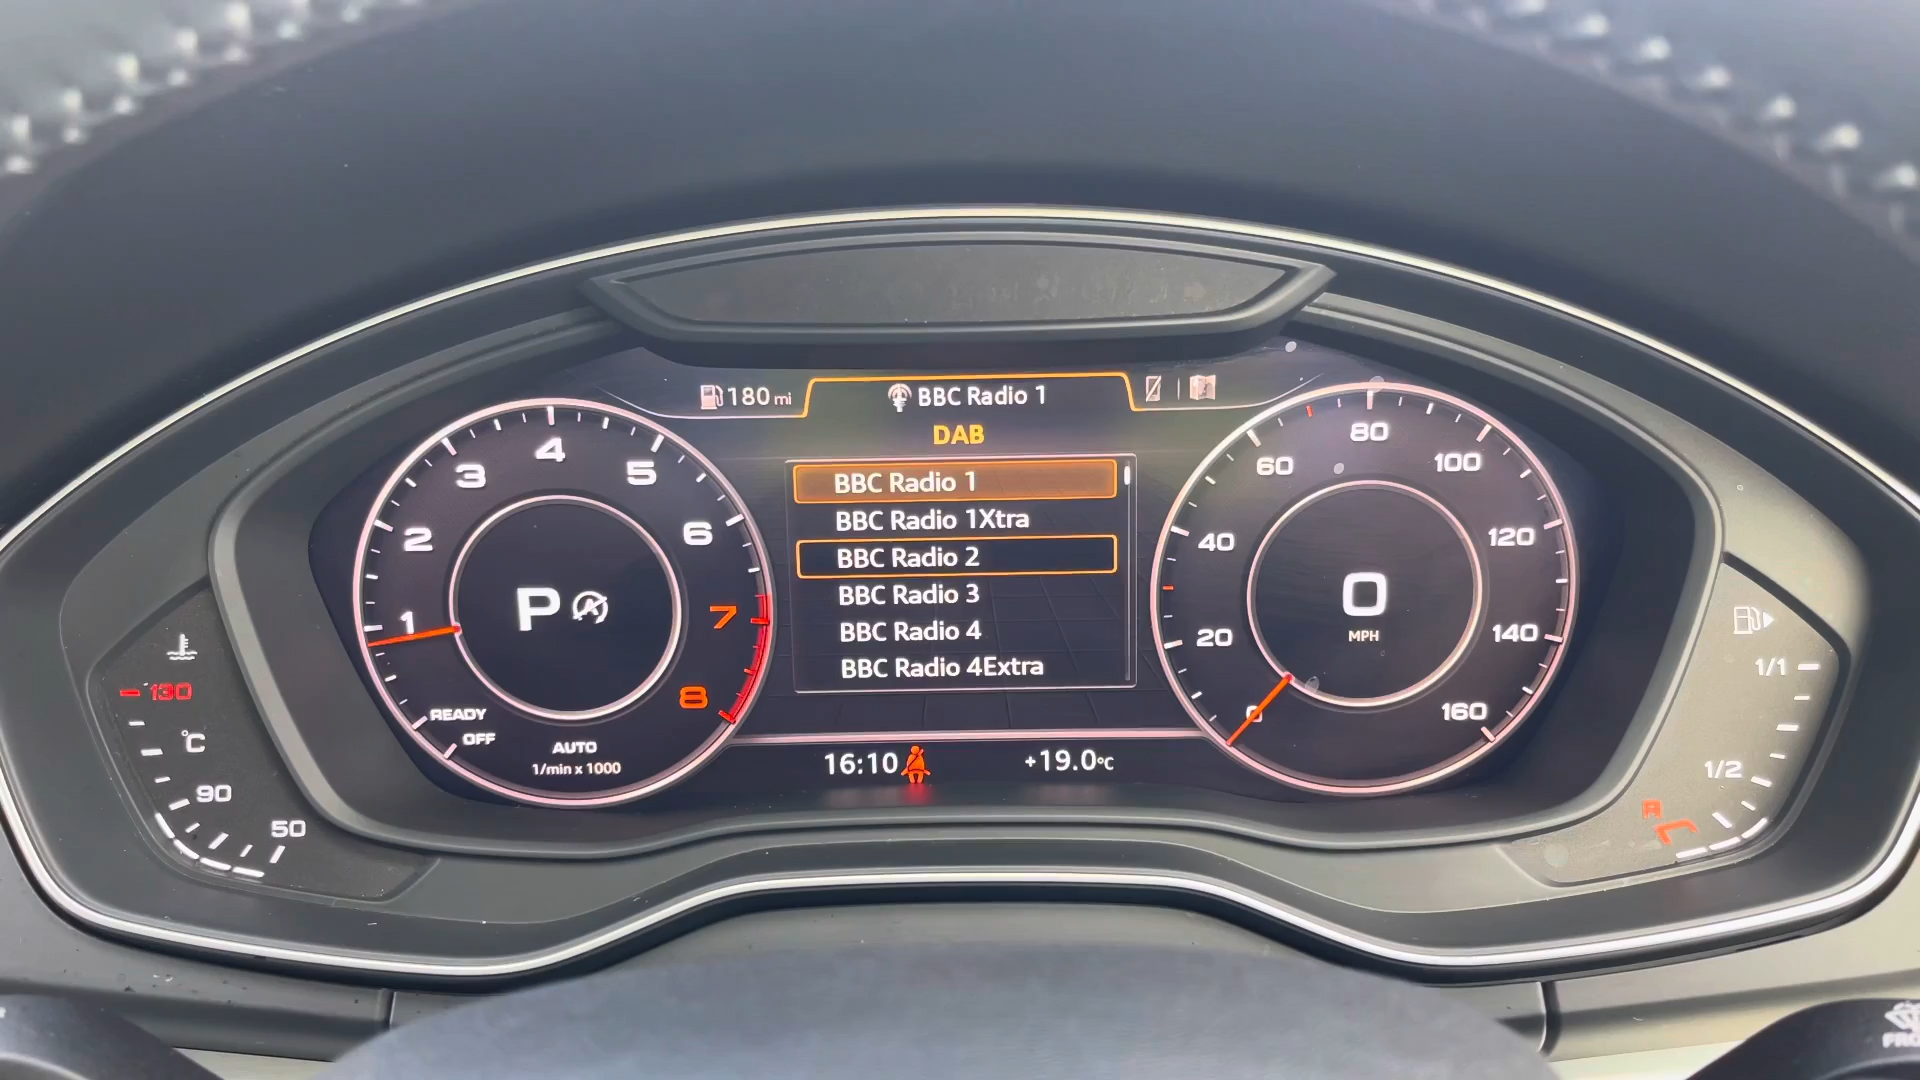 180 mi
BBC Radio 1
DAB
BBC Radio 1
BBC Radio 1Xtra
BBC Radio 2
BBC Radio 3
BBC Radio 4
BBC Radio 4Extra
16:10
+19.0°C
1
2
3
4
5
6
7
8
READY
OFF
P
A
AUTO
1/min x 1000
0
20
40
60
80
100
120
140
160
0
MPH
130
°C
90
50
1/1
1/2
R